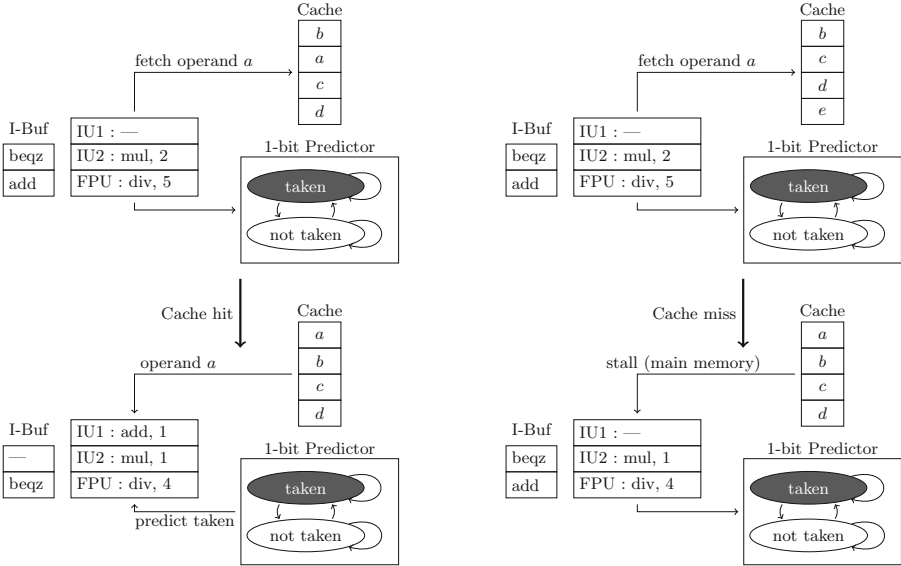 Cache
b
a
c
d
fetch operand a
I-Buf
beqz
add
IU1 : —
IU2 : mul, 2
FPU : div, 5
1-bit Predictor
taken
not taken
Cache hit
Cache
a
b
c
d
operand a
I-Buf
—
beqz
IU1 : add, 1
IU2 : mul, 1
FPU : div, 4
predict taken
1-bit Predictor
taken
not taken
Cache
b
c
d
e
fetch operand a
I-Buf
beqz
add
IU1 : —
IU2 : mul, 2
FPU : div, 5
1-bit Predictor
taken
not taken
Cache miss
Cache
a
b
c
d
stall (main memory)
I-Buf
beqz
add
IU1 : —
IU2 : mul, 1
FPU : div, 4
1-bit Predictor
taken
not taken